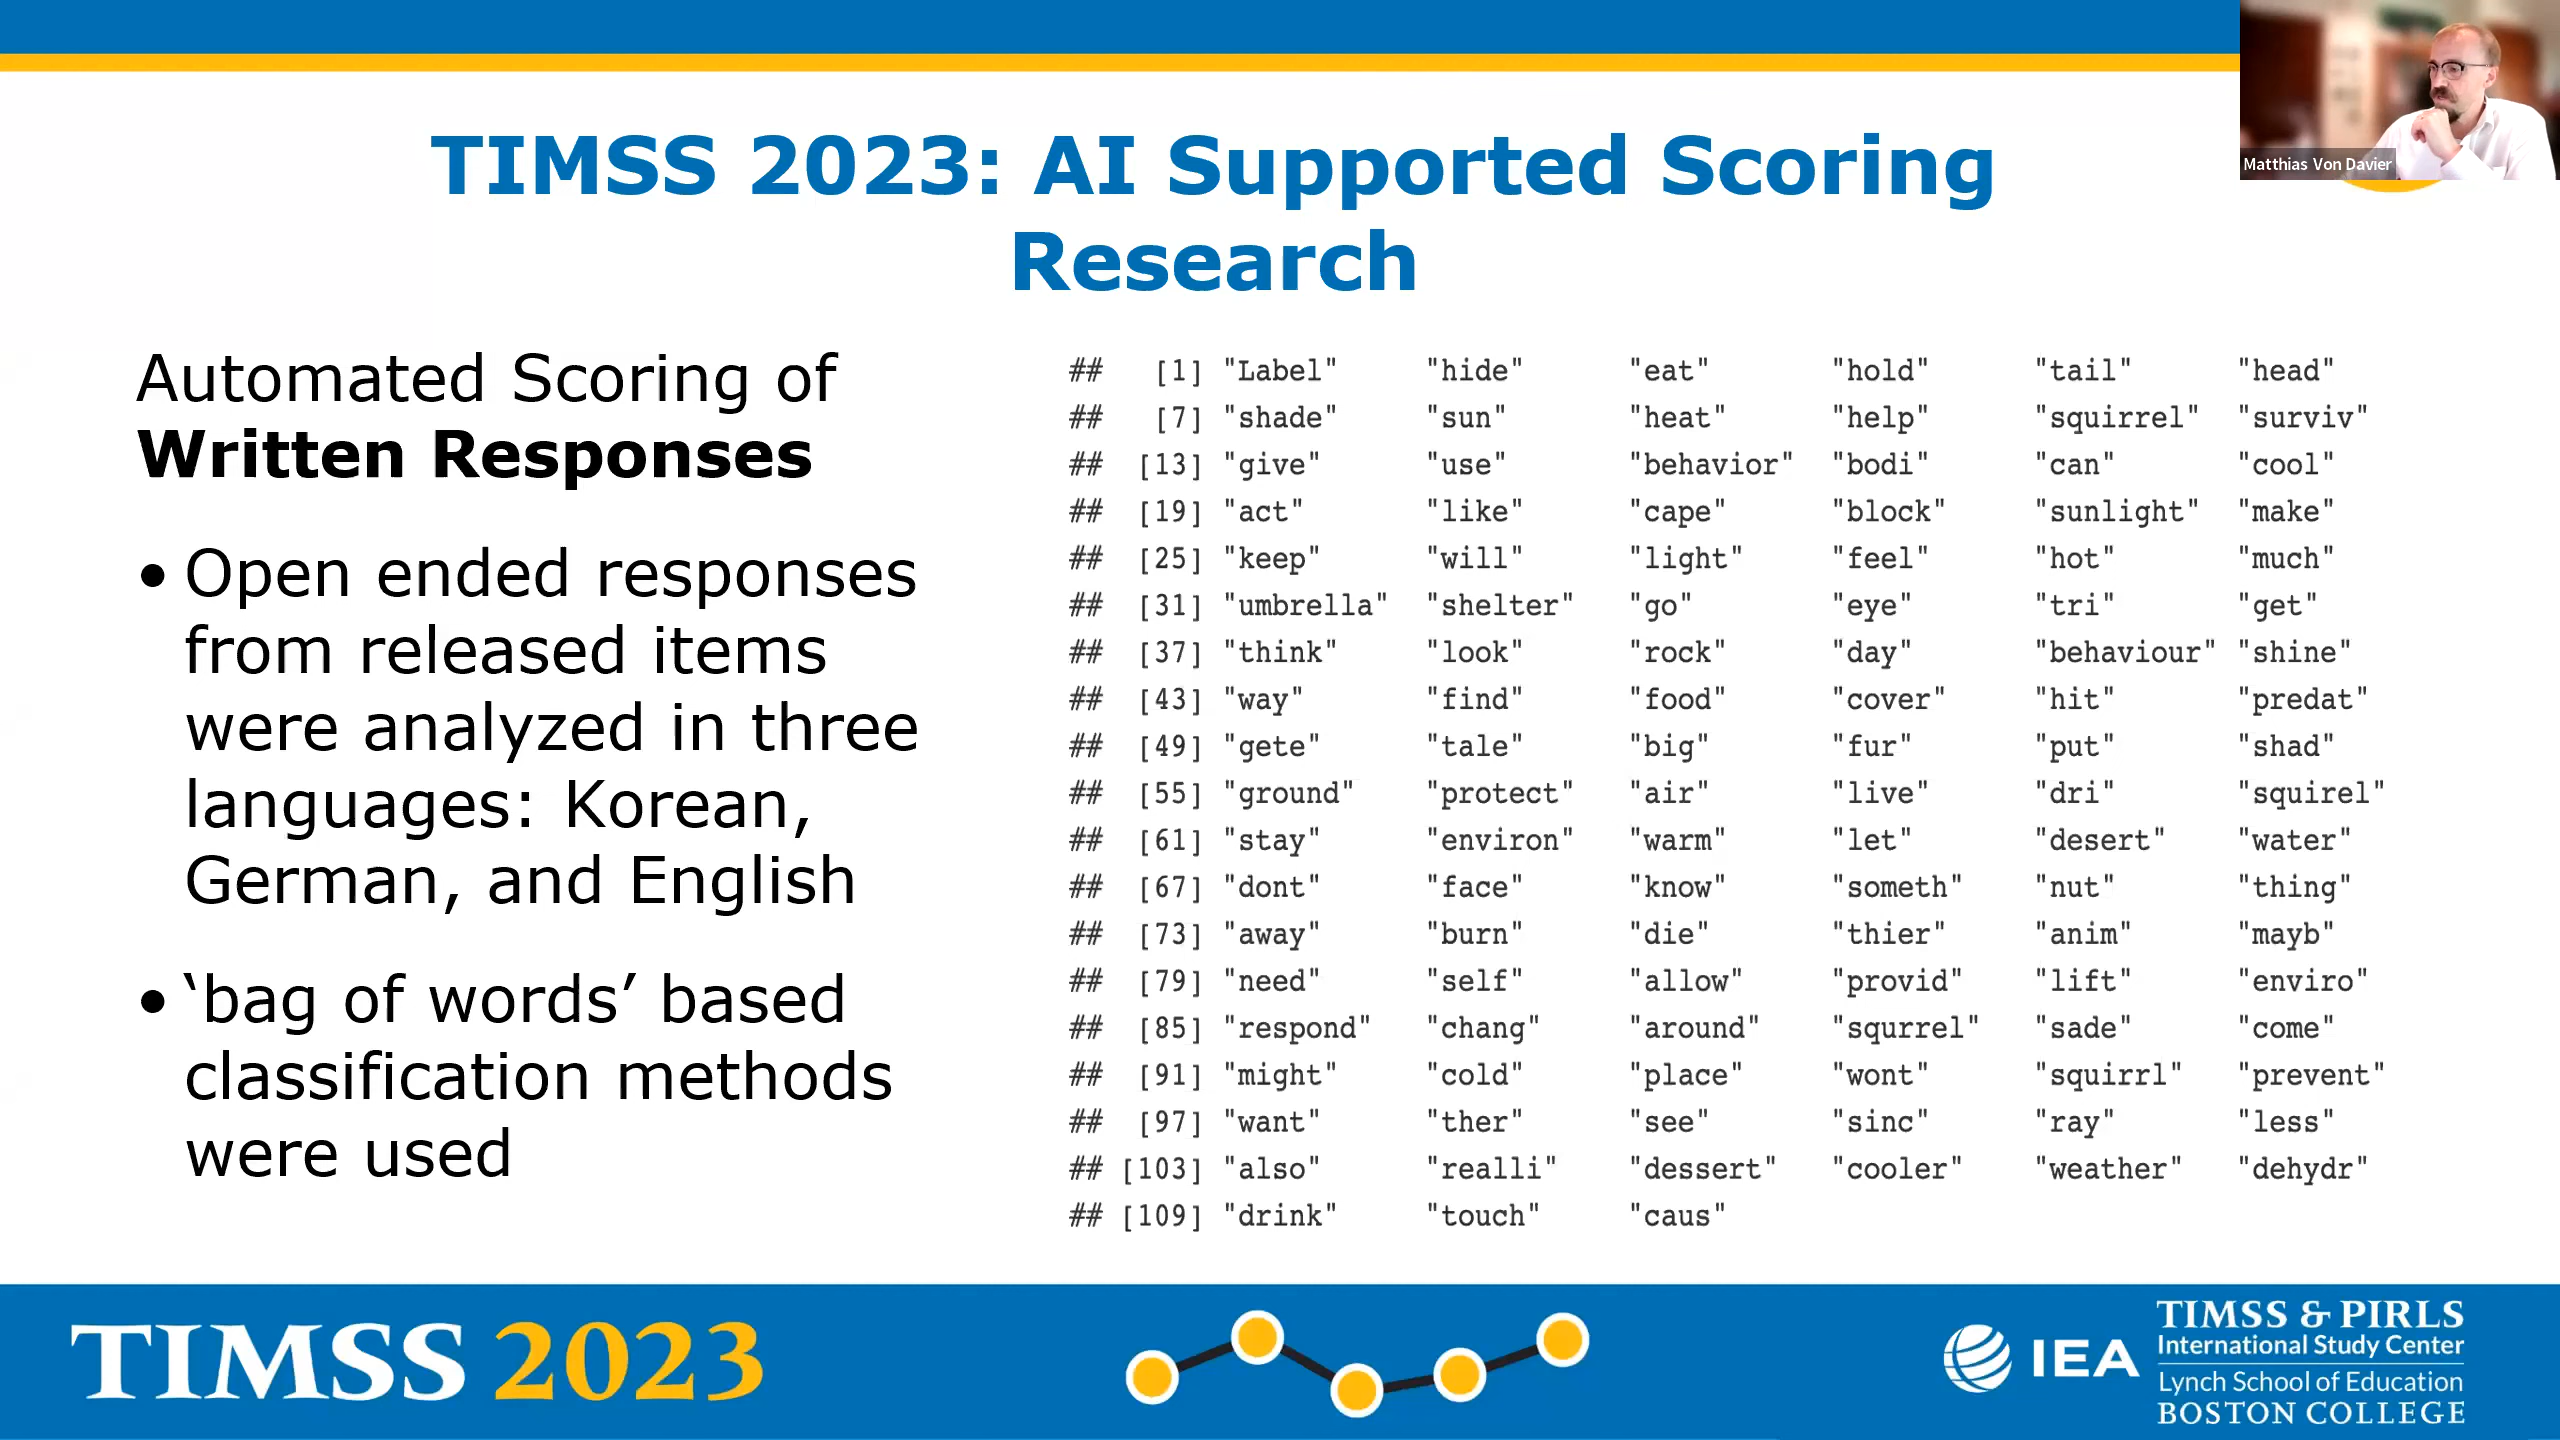 Matthias Von Davier
TIMSS 2023: AI Supported Scoring
Research
Automated Scoring of
Written Responses
• Open ended responses
from released items
were analyzed in three
languages: Korean,
German, and English
• ‘bag of words’ based
classification methods
were used
## [1] "Label" "hide" "eat" "hold" "tail" "head"
## [7] "shade" "sun" "heat" "help" "squirrel" "surviv"
## [13] "give" "use" "behavior" "bodi" "can" "cool"
## [19] "act" "like" "cape" "block" "sunlight" "make"
## [25] "keep" "will" "light" "feel" "hot" "much"
## [31] "umbrella" "shelter" "go" "eye" "tri" "get"
## [37] "think" "look" "rock" "day" "behaviour" "shine"
## [43] "way" "find" "food" "cover" "hit" "predat"
## [49] "gete" "tale" "big" "fur" "put" "shad"
## [55] "ground" "protect" "air" "live" "dri" "squirel"
## [61] "stay" "environ" "warm" "let" "desert" "water"
## [67] "dont" "face" "know" "someth" "nut" "thing"
## [73] "away" "burn" "die" "thier" "anim" "mayb"
## [79] "need" "self" "allow" "provid" "lift" "enviro"
## [85] "respond" "chang" "around" "squrrel" "sade" "come"
## [91] "might" "cold" "place" "wont" "squirrl" "prevent"
## [97] "want" "ther" "see" "sinc" "ray" "less"
## [103] "also" "realli" "dessert" "cooler" "weather" "dehydr"
## [109] "drink" "touch" "caus"
TIMSS 2023
IEA
TIMSS & PIRLS
International Study Center
Lynch School of Education
BOSTON COLLEGE